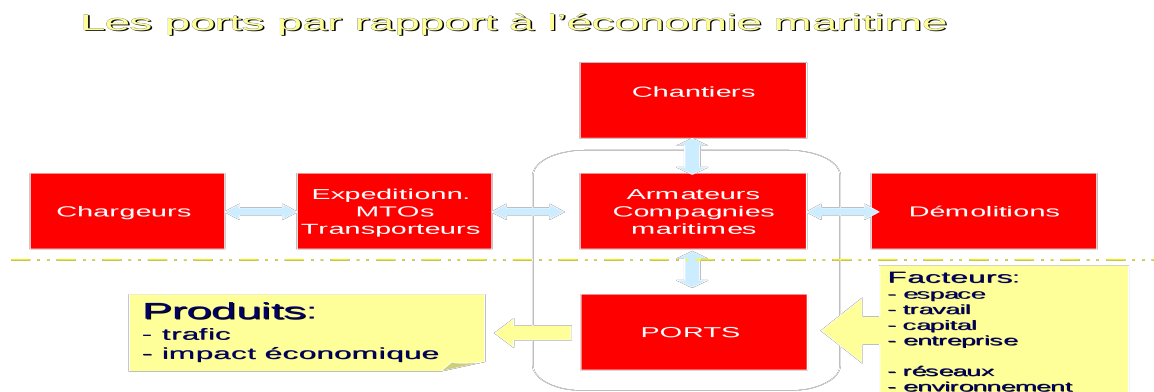 Les ports par rapport à l'économie maritime
Chantiers
Chargeurs
Expeditionn.
MTOs
Transporteurs
Armateurs
Compagnies
maritimes
Démolitions
Produits:
- trafic
- impact économique
PORTS
Facteurs:
- espace
- travail
- capital
- entreprise
- réseaux
- environnement